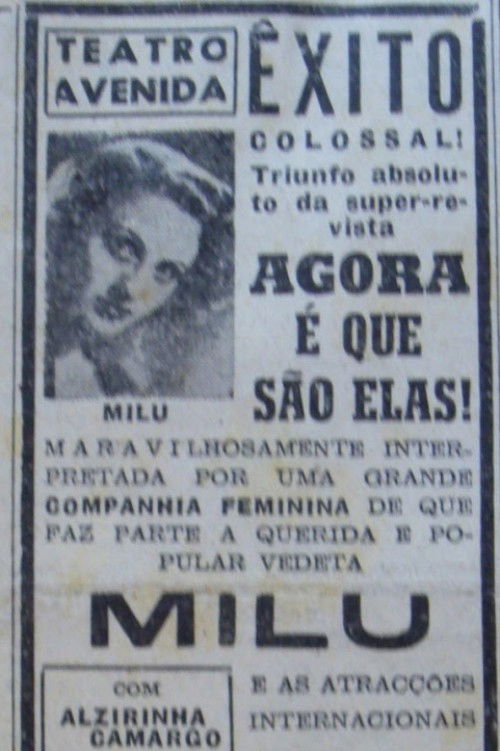 TEATRO
AVENIDA
ÊXITO
COLOSSAL!
Triunfo absolu-
to da super-re-
vista
AGORA
É QUE
SÃO ELAS!
MILU
MARAVILHOSAMENTE INTER-
PRETADA POR UMA GRANDE
COMPANHIA FEMININA DE QUE
FAZ PARTE A QUERIDA E PO-
PULAR VEDETA
MILU
COM
ALZIRINHA
CAMARGO
E AS ATRACÇÕES
INTERNACIONAIS